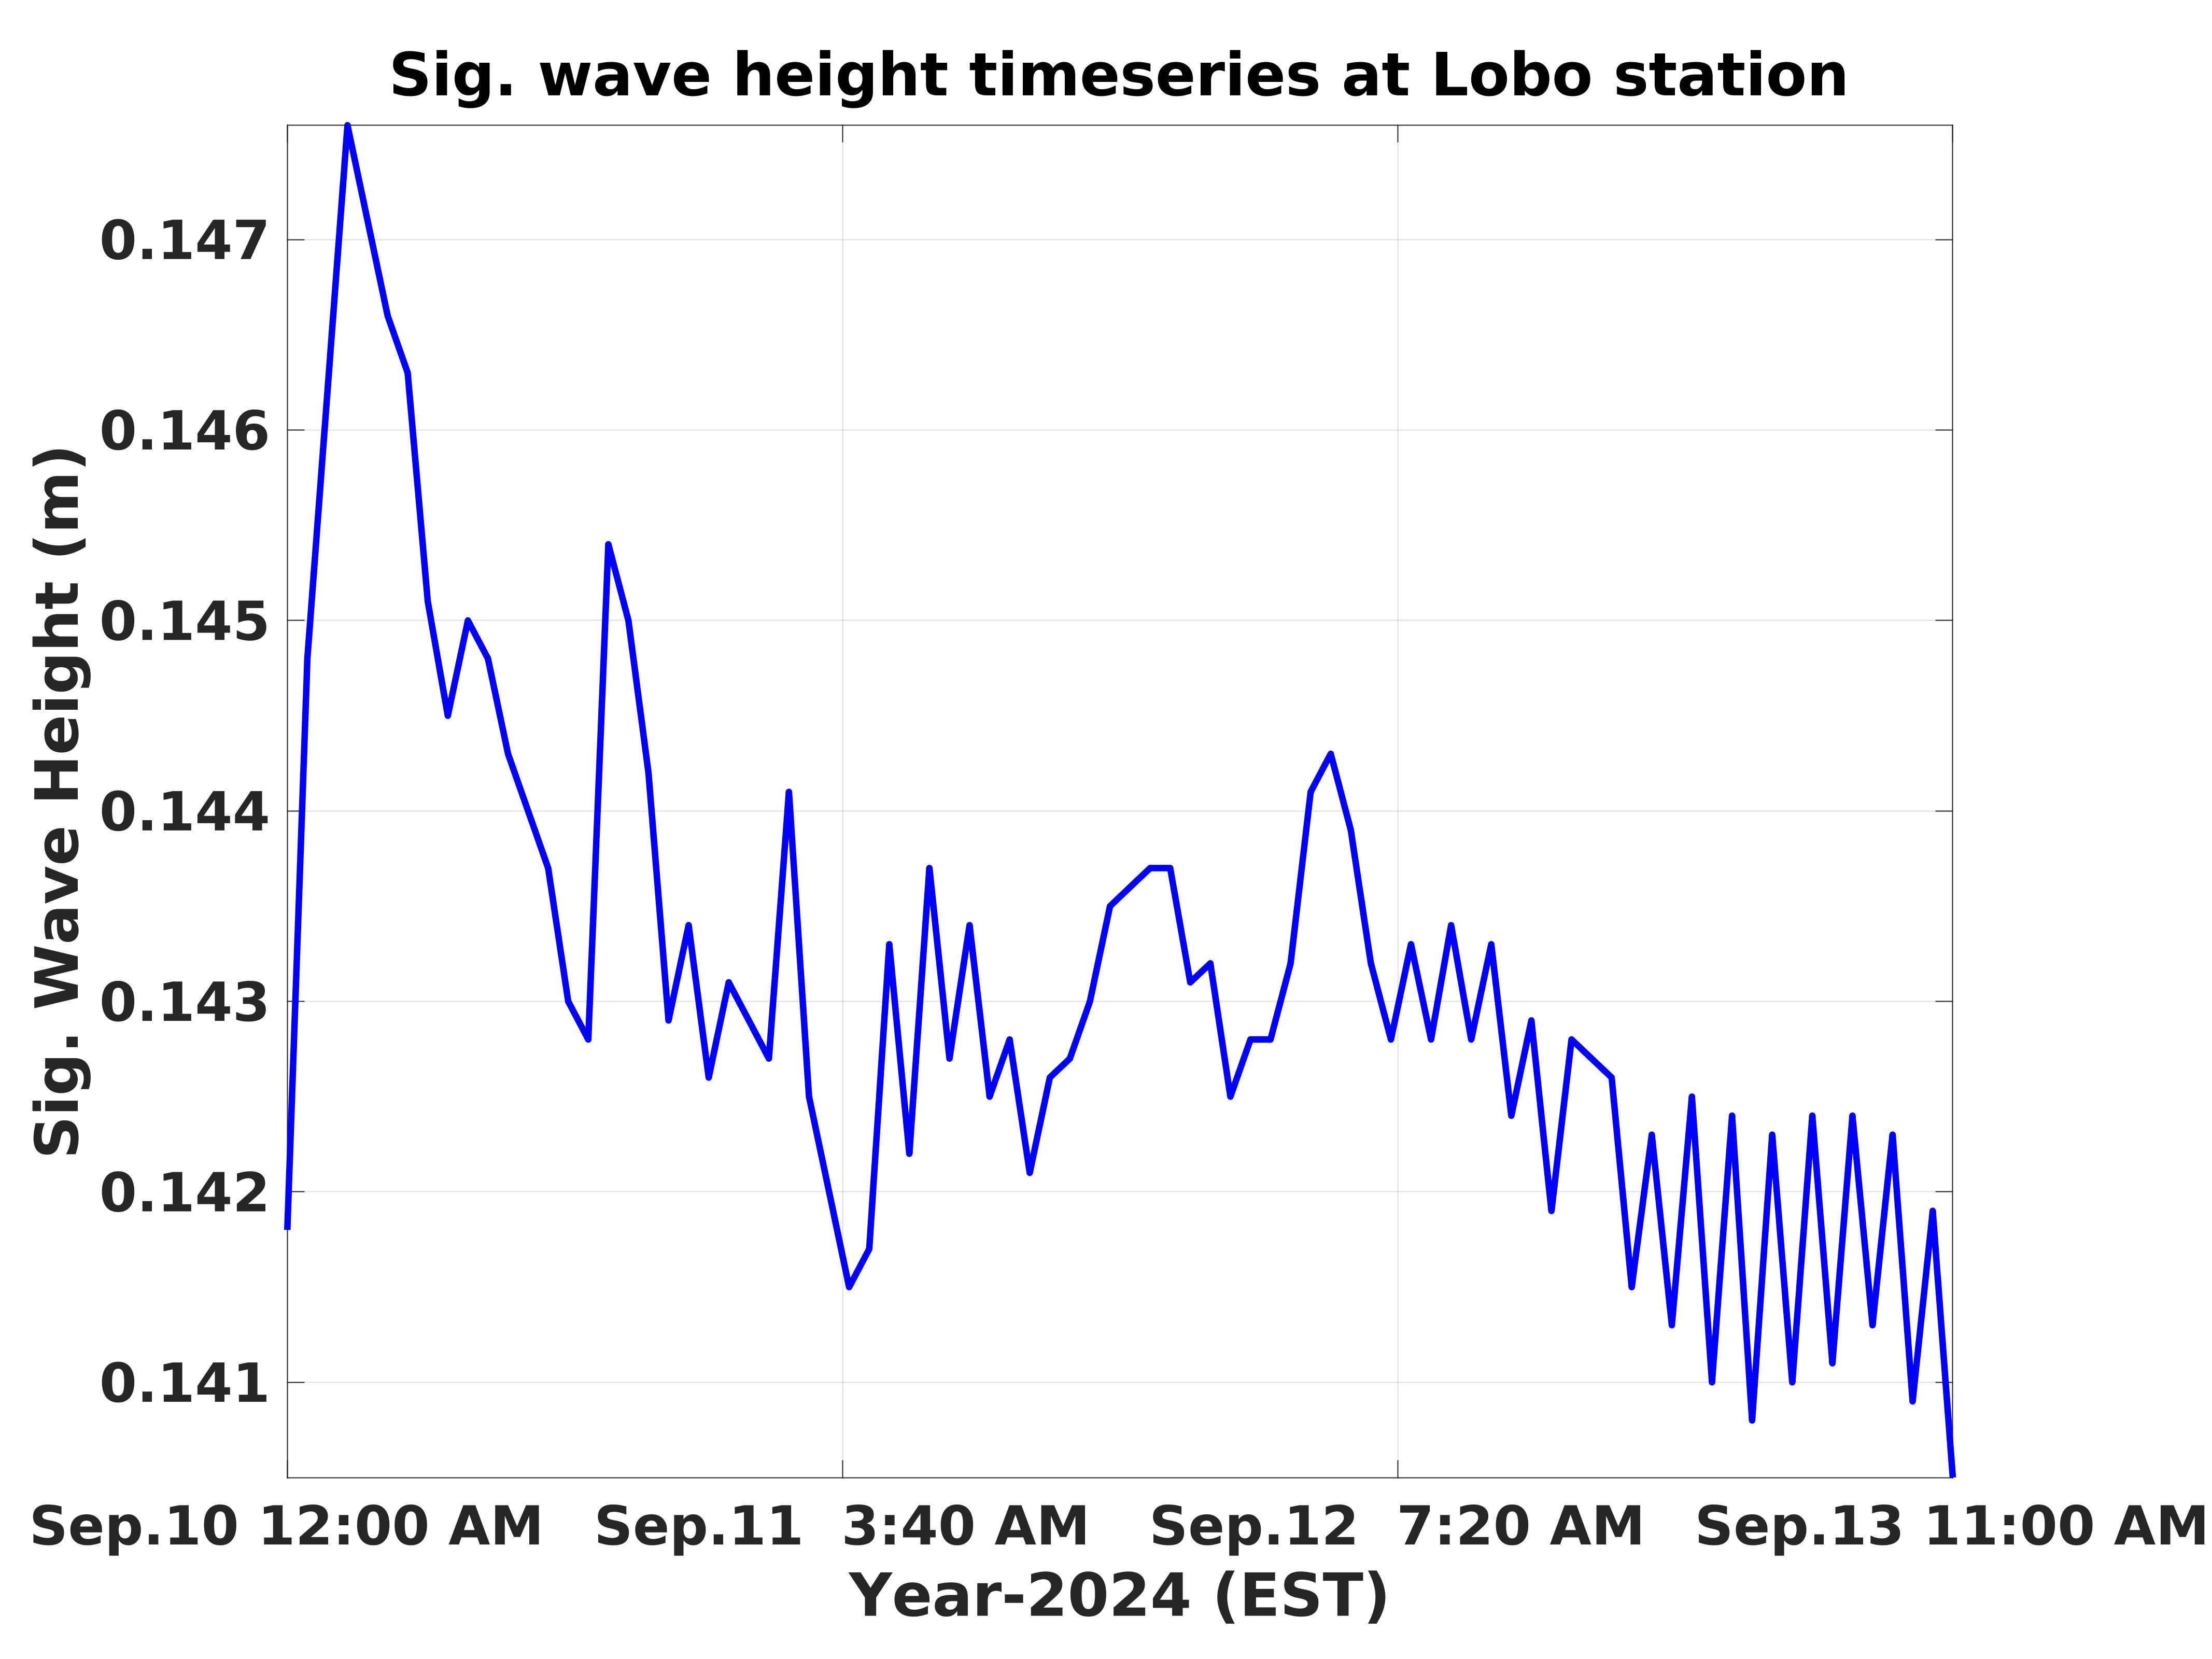 Sig. wave height timeseries at Lobo station
Sig. Wave Height (m)
0.147
0.146
0.145
0.144
0.143
0.142
0.141
Sep.10 12:00 AM Sep.11 3:40 AM Sep.12 7:20 AM Sep.13 11:00 AM
Year-2024 (EST)